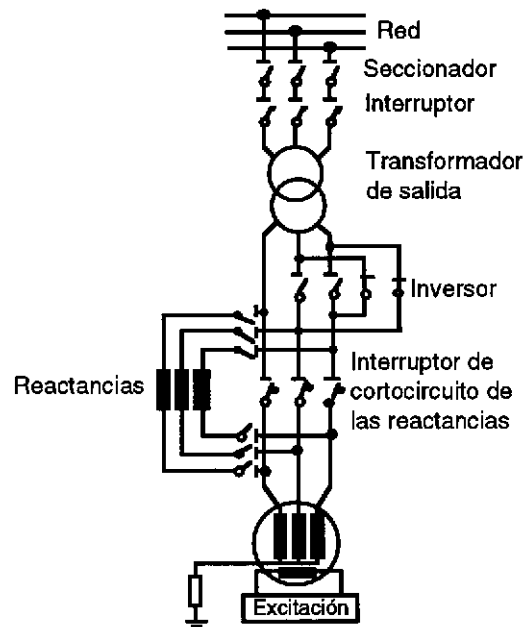 Red
Seccionador
Interruptor
Transformador
de salida
Inversor
Reactancias
Interruptor de
cortocircuito de
las reactancias
Excitación